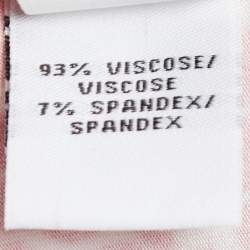 93% VISCOSE/
VISCOSE
7% SPANDEX/
SPANDEX